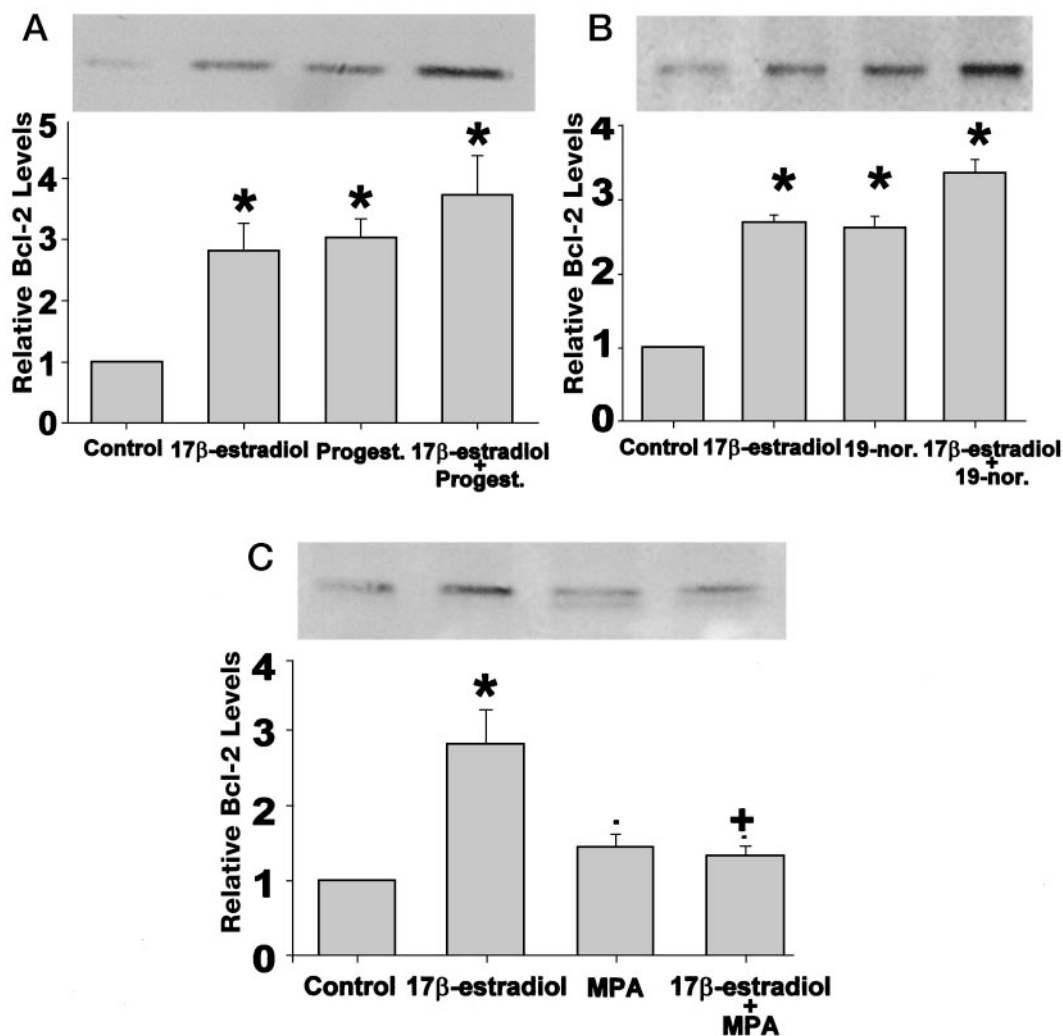 A
Relative Bcl-2 Levels
5
4
3
2
1
0
*
*
*
Control 17β-estradiol Progest. 17β-estradiol
+
Progest.
B
Relative Bcl-2 Levels
4
3
2
1
0
*
*
*
Control 17β-estradiol 19-nor. 17β-estradiol
+
19-nor.
C
Relative Bcl-2 Levels
4
3
2
1
0
*
+
Control 17β-estradiol MPA 17β-estradiol
+
MPA